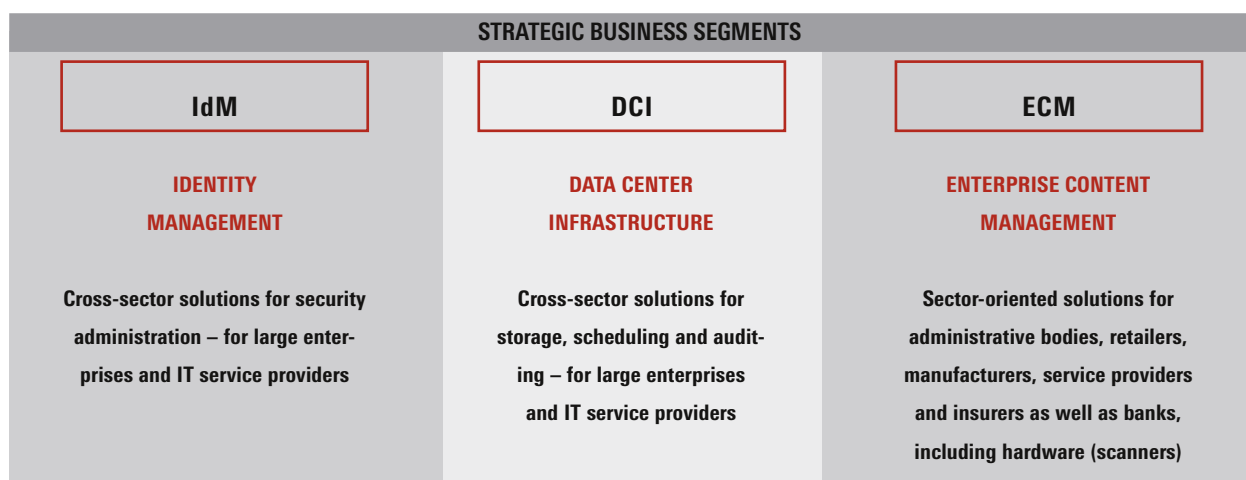 STRATEGIC BUSINESS SEGMENTS
IdM
IDENTITY
MANAGEMENT
Cross-sector solutions for security
administration – for large enter-
prises and IT service providers
DCI
DATA CENTER
INFRASTRUCTURE
Cross-sector solutions for
storage, scheduling and audit-
ing – for large enterprises
and IT service providers
ECM
ENTERPRISE CONTENT
MANAGEMENT
Sector-oriented solutions for
administrative bodies, retailers,
manufacturers, service providers
and insurers as well as banks,
including hardware (scanners)